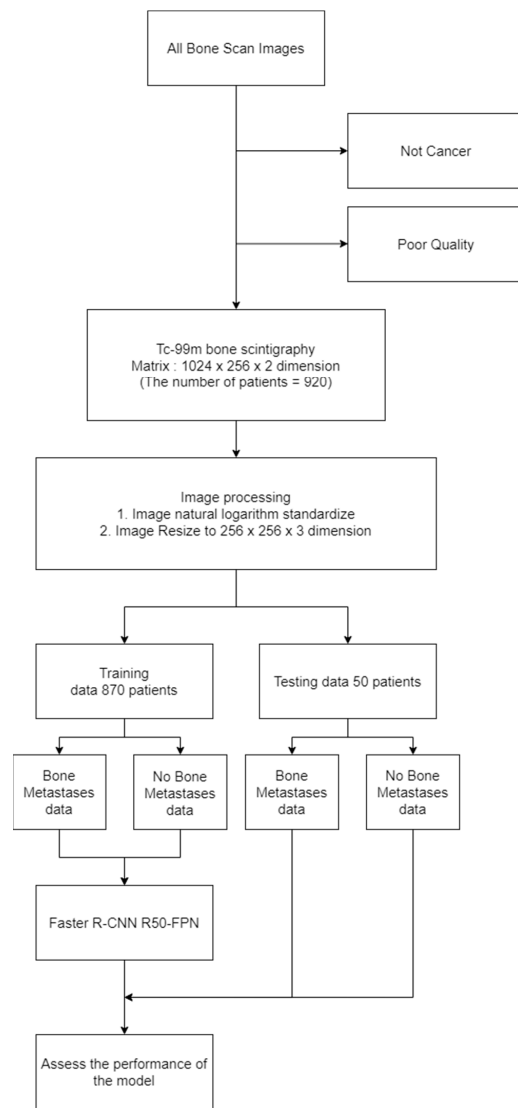 All Bone Scan Images
Not Cancer
Poor Quality
Tc-99m bone scintigraphy
Matrix : 1024 x 256 x 2 dimension
(The number of patients = 920)
Image processing
1. Image natural logarithm standardize
2. Image Resize to 256 x 256 x 3 dimension
Training
data 870 patients
Testing data 50 patients
Bone
Metastases
data
No Bone
Metastases
data
Bone
Metastases
data
No Bone
Metastases
data
Faster R-CNN R50-FPN
Assess the performance of
the model